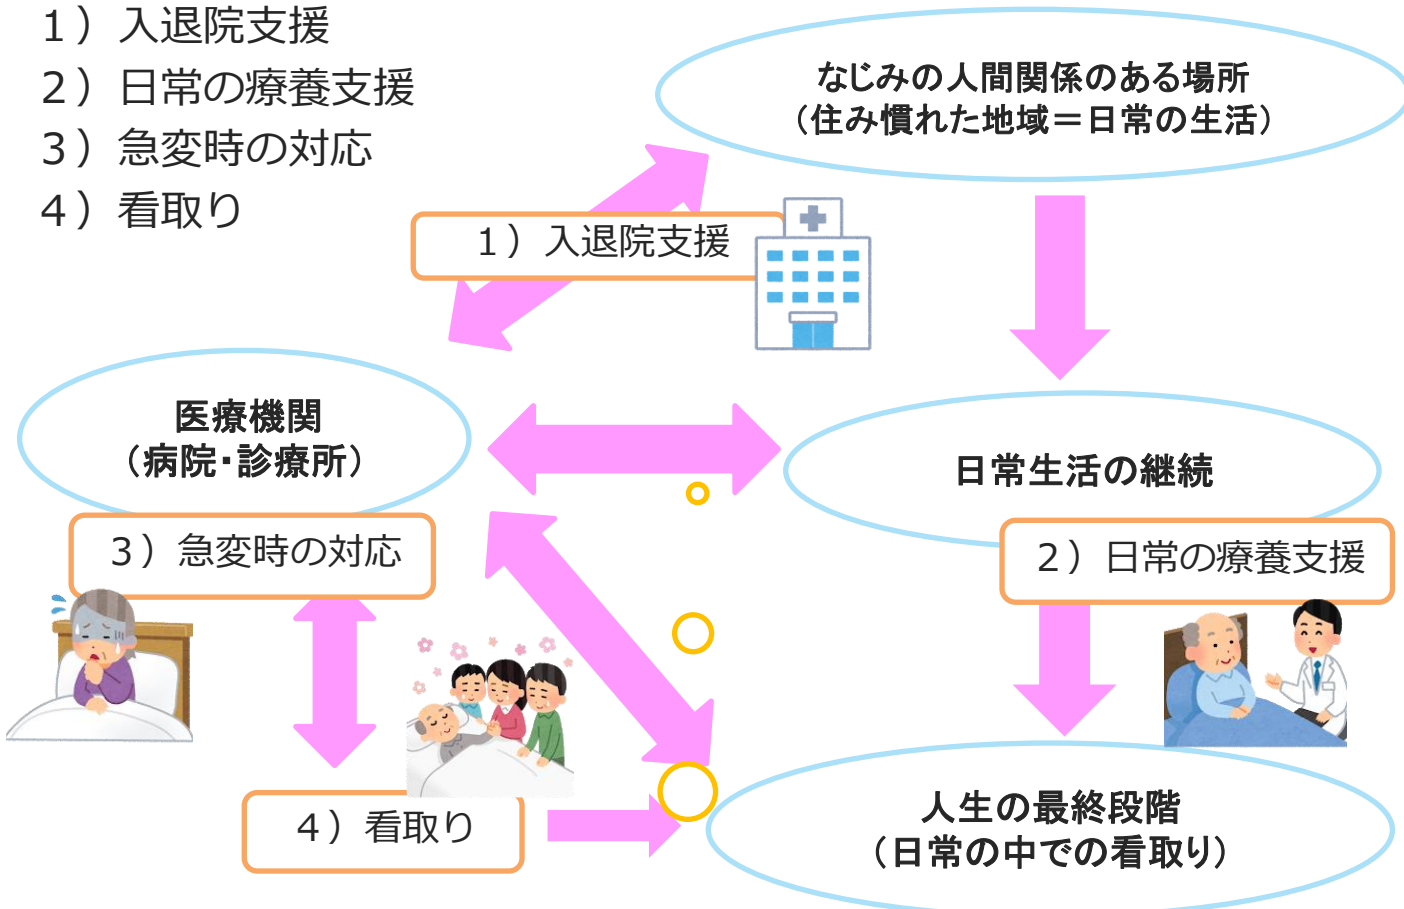 １）入退院支援
２）日常の療養支援
３）急変時の対応
４）看取り
なじみの人間関係のある場所
（住み慣れた地域＝日常の生活）
１）入退院支援
医療機関
（病院・診療所）
日常生活の継続
３）急変時の対応
２）日常の療養支援
４）看取り
人生の最終段階
（日常の中での看取り）